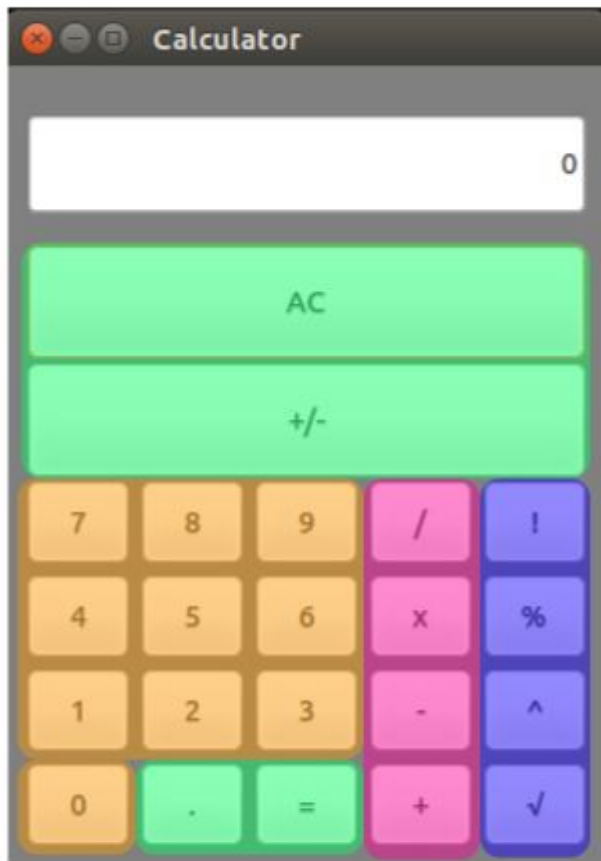 Calculator
0
AC
+/-
7 8 9 / !
4 5 6 x %
1 2 3 - ^
0 . = + √